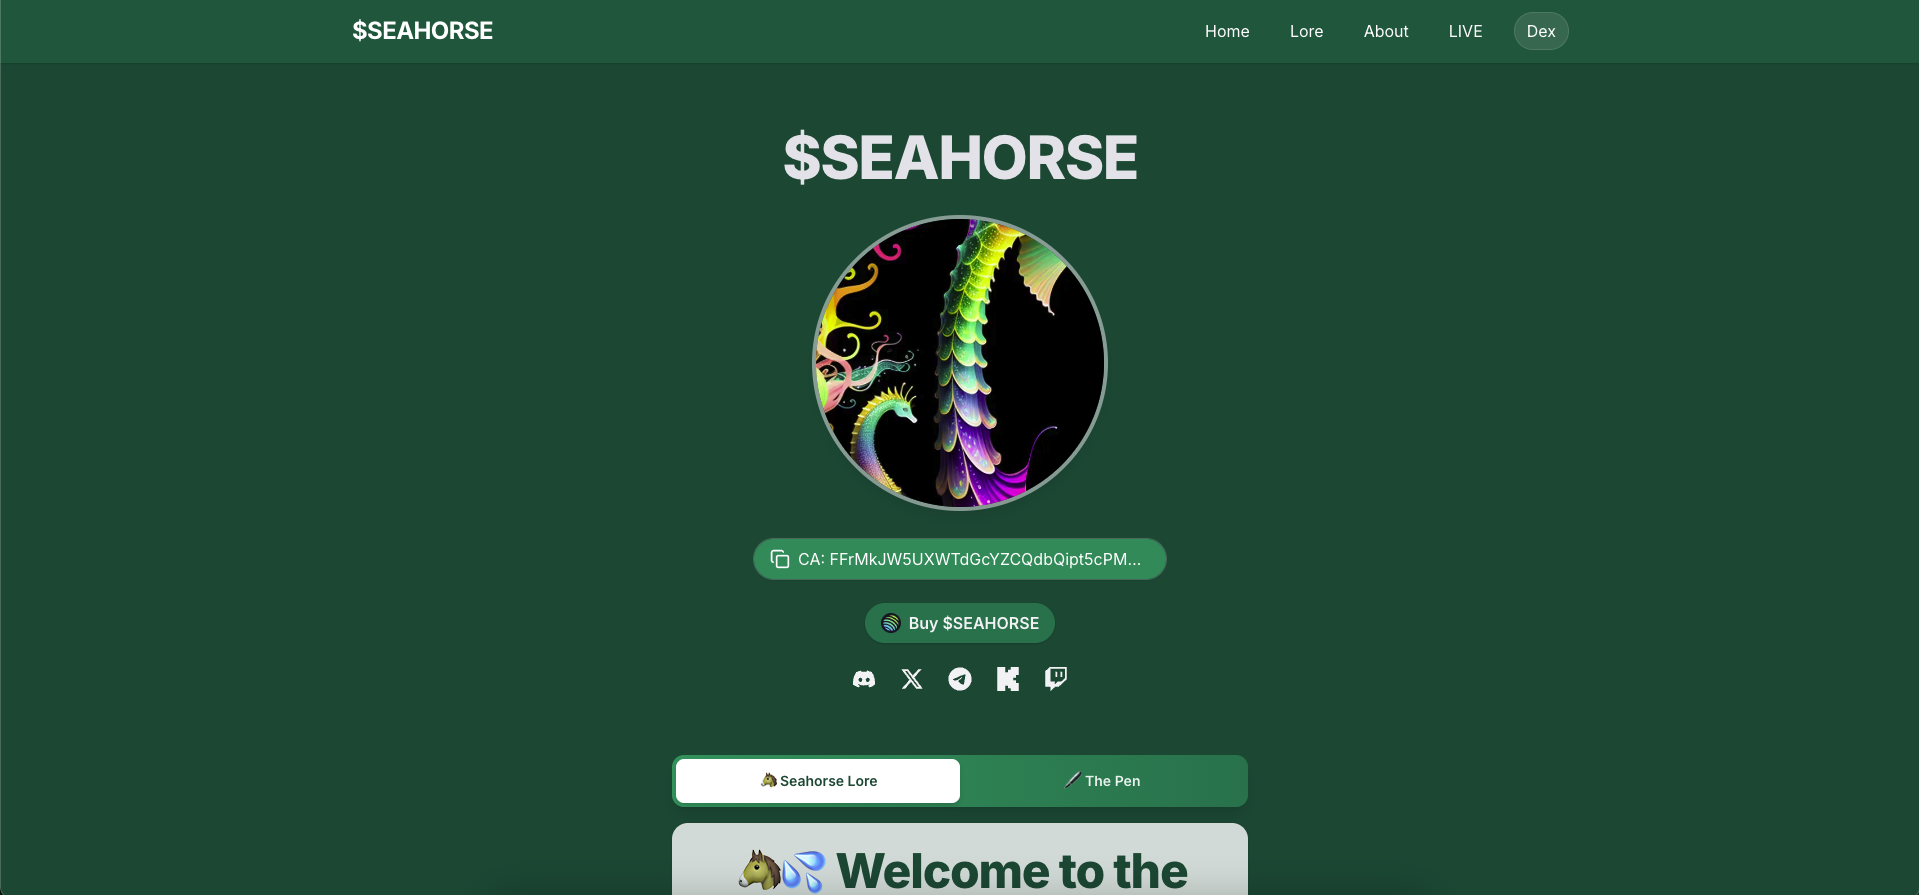 $SEAHORSE
Home Lore About LIVE Dex
$SEAHORSE
CA: FFrMkJW5UXWTdGcYZCQdbQipt5cPM...
Buy $SEAHORSE
🐴 Seahorse Lore
🖊️ The Pen
🐴💦 Welcome to the